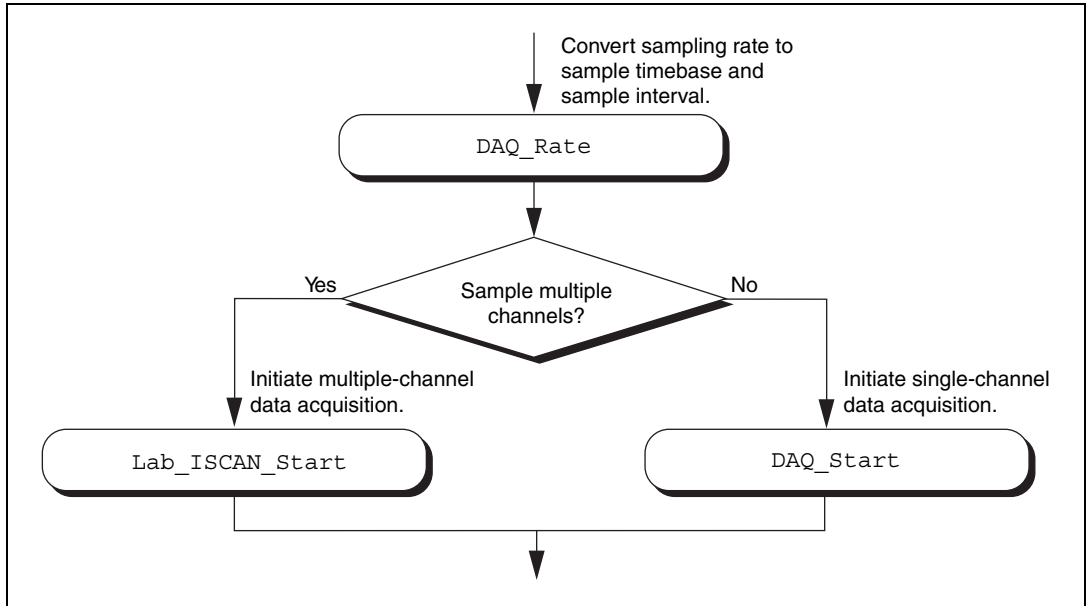 Convert sampling rate to
sample timebase and
sample interval.
DAQ_Rate
Yes
No
Sample multiple
channels?
Initiate multiple-channel
data acquisition.
Initiate single-channel
data acquisition.
Lab_ISCAN_Start
DAQ_Start